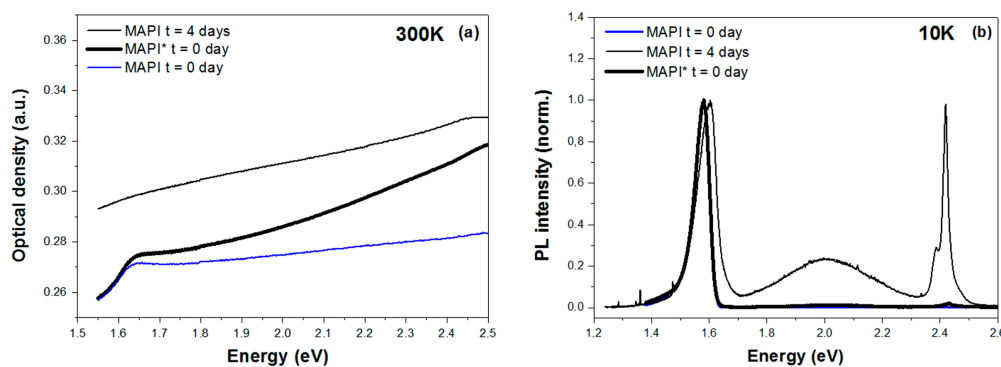 300K (a)
MAPI t = 4 days
MAPI* t = 0 day
MAPI t = 0 day
Optical density (a.u.)
0.36
0.34
0.32
0.30
0.28
0.26
1.5 1.6 1.7 1.8 1.9 2.0 2.1 2.2 2.3 2.4 2.5
Energy (eV)
10K (b)
MAPI t = 0 day
MAPI t = 4 days
MAPI* t = 0 day
PL intensity (norm.)
1.4
1.2
1.0
0.8
0.6
0.4
0.2
0.0
1.2 1.4 1.6 1.8 2.0 2.2 2.4 2.6
Energy (eV)